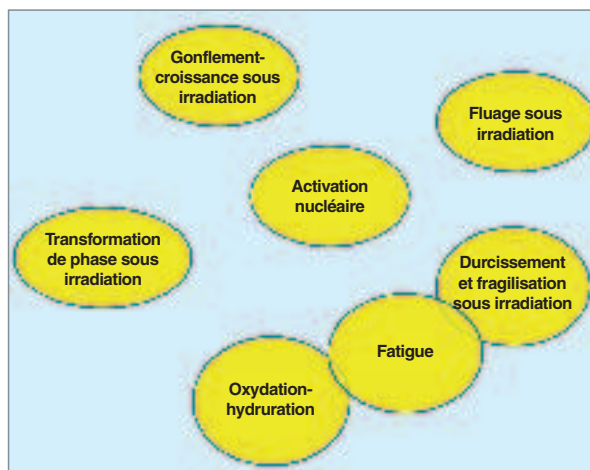 Gonflement-
croissance sous
irradiation
Fluage sous
irradiation
Activation
nucléaire
Transformation
de phase sous
irradiation
Durcissement
et fragilisation
sous irradiation
Fatigue
Oxydation-
hydruration